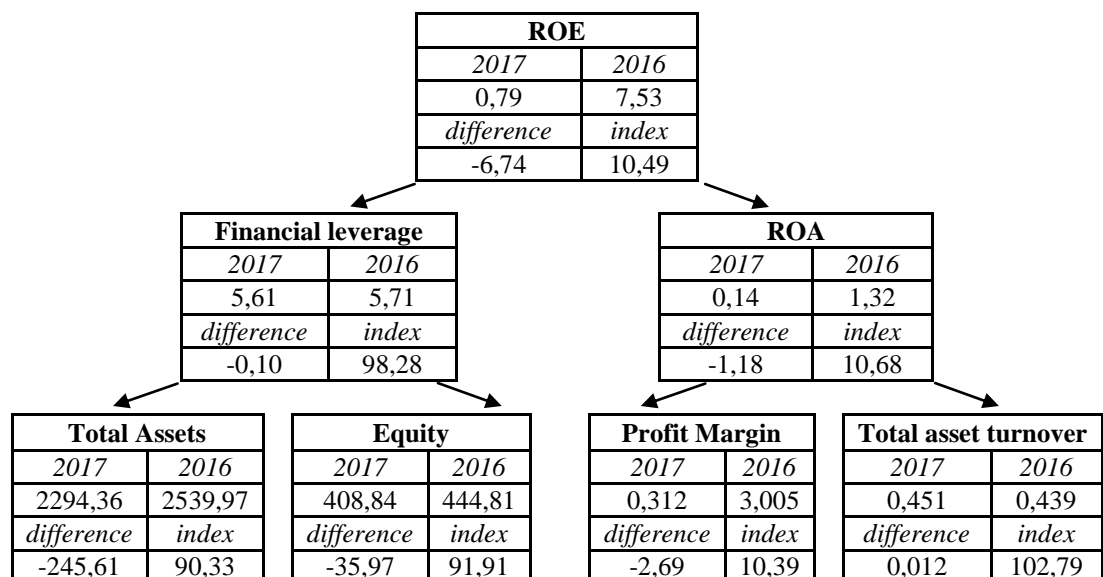 ROE
2017 2016
0,79 7,53
difference index
-6,74 10,49
Financial leverage
2017 2016
5,61 5,71
difference index
-0,10 98,28
ROA
2017 2016
0,14 1,32
difference index
-1,18 10,68
Total Assets
2017 2016
2294,36 2539,97
difference index
-245,61 90,33
Equity
2017 2016
408,84 444,81
difference index
-35,97 91,91
Profit Margin
2017 2016
0,312 3,005
difference index
-2,69 10,39
Total asset turnover
2017 2016
0,451 0,439
difference index
0,012 102,79